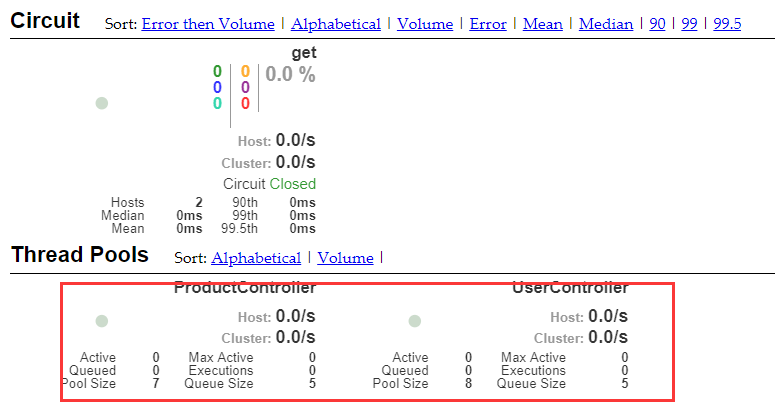 Circuit Sort: Error then Volume | Alphabetical | Volume | Error | Mean | Median | 90 | 99 | 99.5
get
0 0 0.0 %
0 0
0 0
Host: 0.0/s
Cluster: 0.0/s
Circuit Closed
Hosts 2 90th 0ms
Median 0ms 99th 0ms
Mean 0ms 99.5th 0ms
Thread Pools Sort: Alphabetical | Volume |
ProductController UserController
Host: 0.0/s Host: 0.0/s
Cluster: 0.0/s Cluster: 0.0/s
Active 0 Max Active 0 Active 0 Max Active 0
Queued 0 Executions 0 Queued 0 Executions 0
Pool Size 7 Queue Size 5 Pool Size 8 Queue Size 5